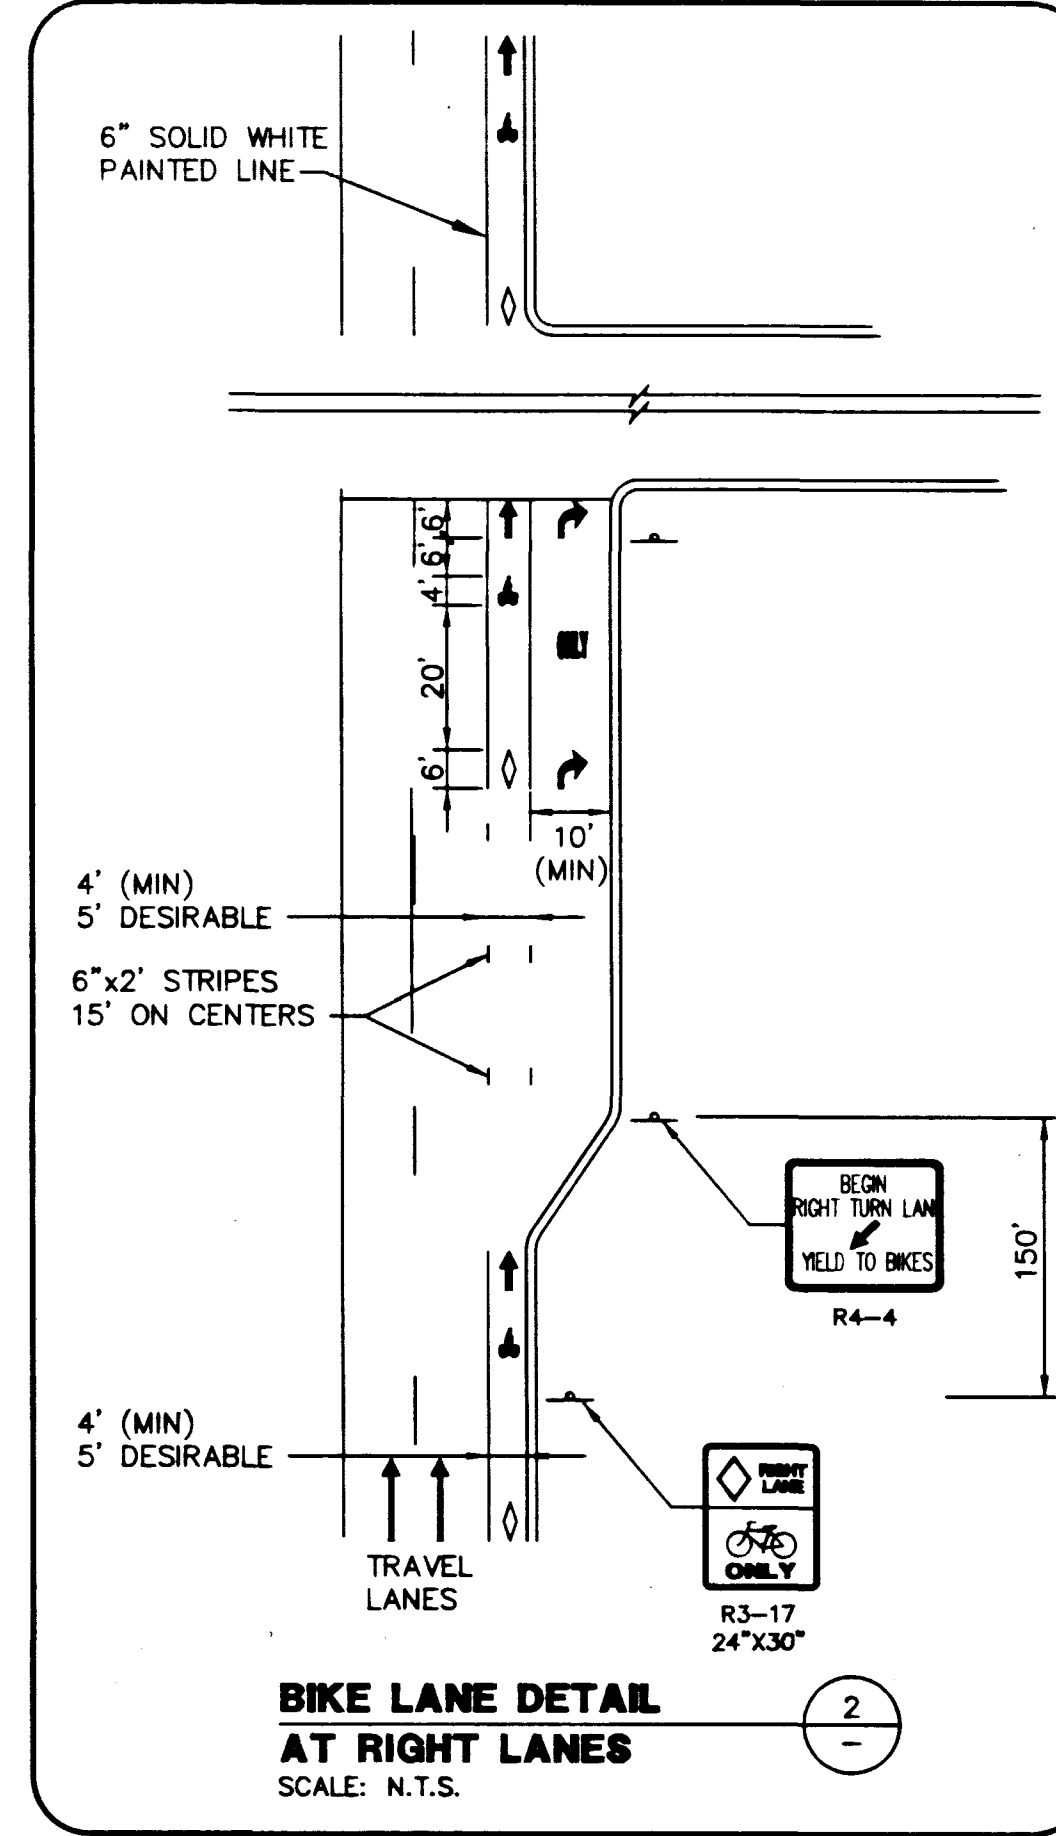 6" SOLID WHITE
PAINTED LINE
6'
6'
4'
20'
6'
ONLY
10'
(MIN)
4' (MIN)
5' DESIRABLE
6"x2' STRIPES
15' ON CENTERS
BEGIN
RIGHT TURN LAN
YIELD TO BIKES
R4-4
150'
4' (MIN)
5' DESIRABLE
RIGHT
LANE
ONLY
R3-17
24"X30"
TRAVEL
LANES
BIKE LANE DETAIL
AT RIGHT LANES
SCALE: N.T.S.
2
-